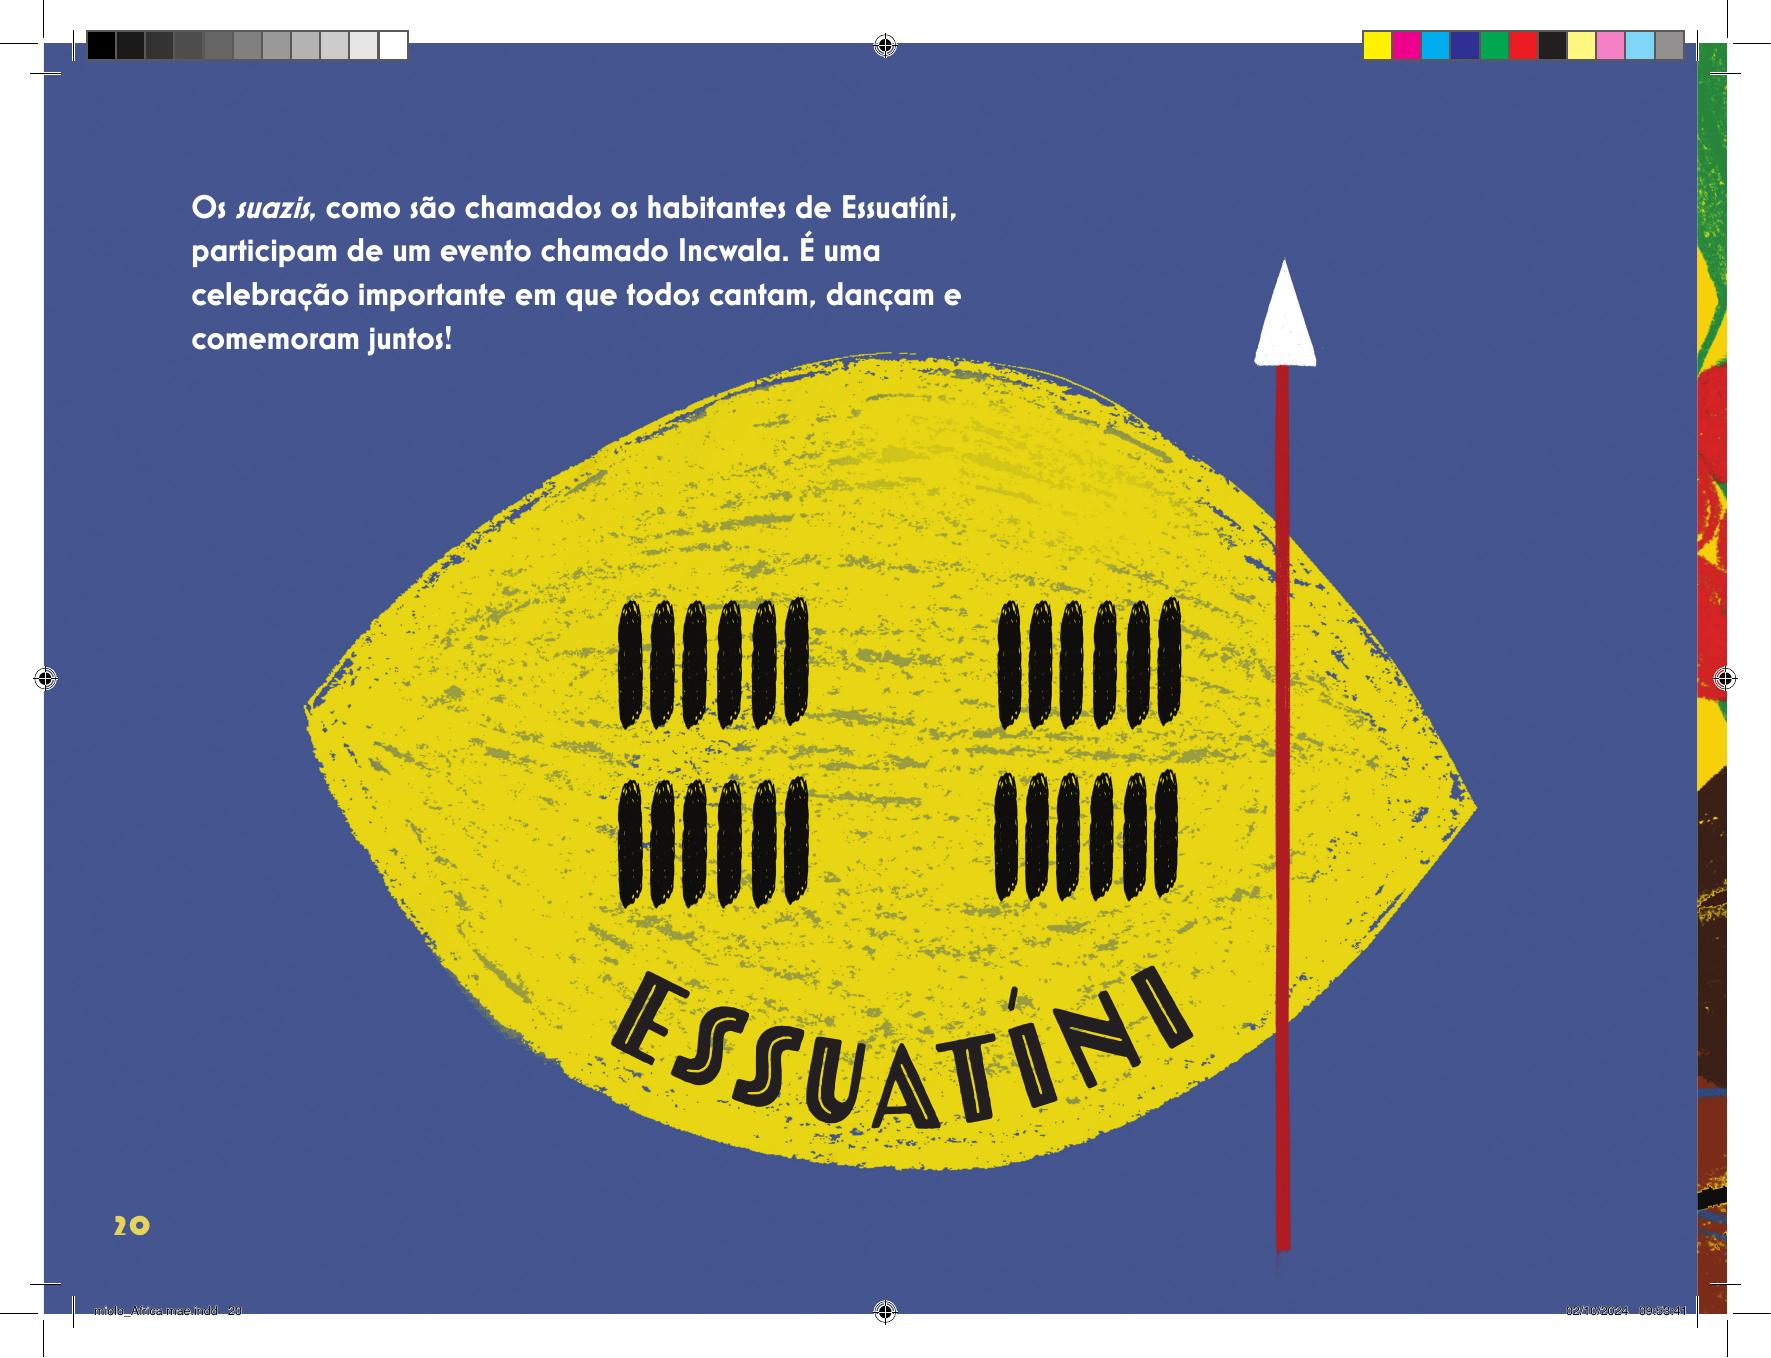 Os suazis, como são chamados os habitantes de Essuatíni,
participam de um evento chamado Incwala. É uma
celebração importante em que todos cantam, dançam e
comemoram juntos!
ESSUATÍNI
20
miolo_Africa mae.indd   20
02/10/2024   09:53:41